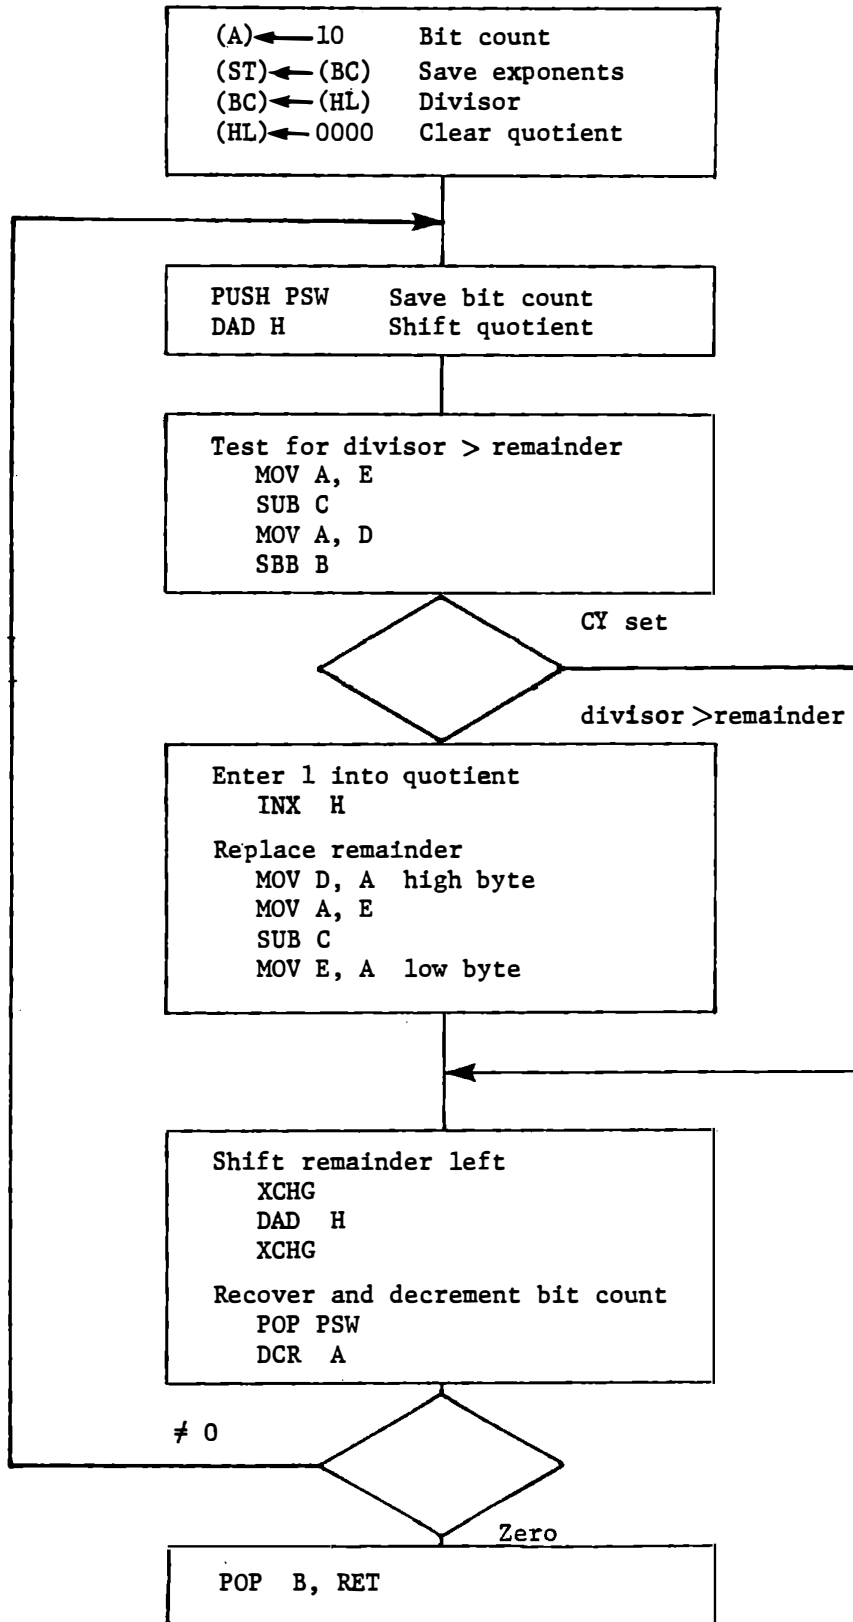 (A)←10 Bit count
(ST)←(BC) Save exponents
(BC)←(HL) Divisor
(HL)←0000 Clear quotient
PUSH PSW Save bit count
DAD H Shift quotient
Test for divisor > remainder
MOV A, E
SUB C
MOV A, D
SBB B
CY set
divisor >remainder
Enter 1 into quotient
INX H
Replace remainder
MOV D, A high byte
MOV A, E
SUB C
MOV E, A low byte
Shift remainder left
XCHG
DAD H
XCHG
Recover and decrement bit count
POP PSW
DCR A
≠ 0
Zero
POP B, RET